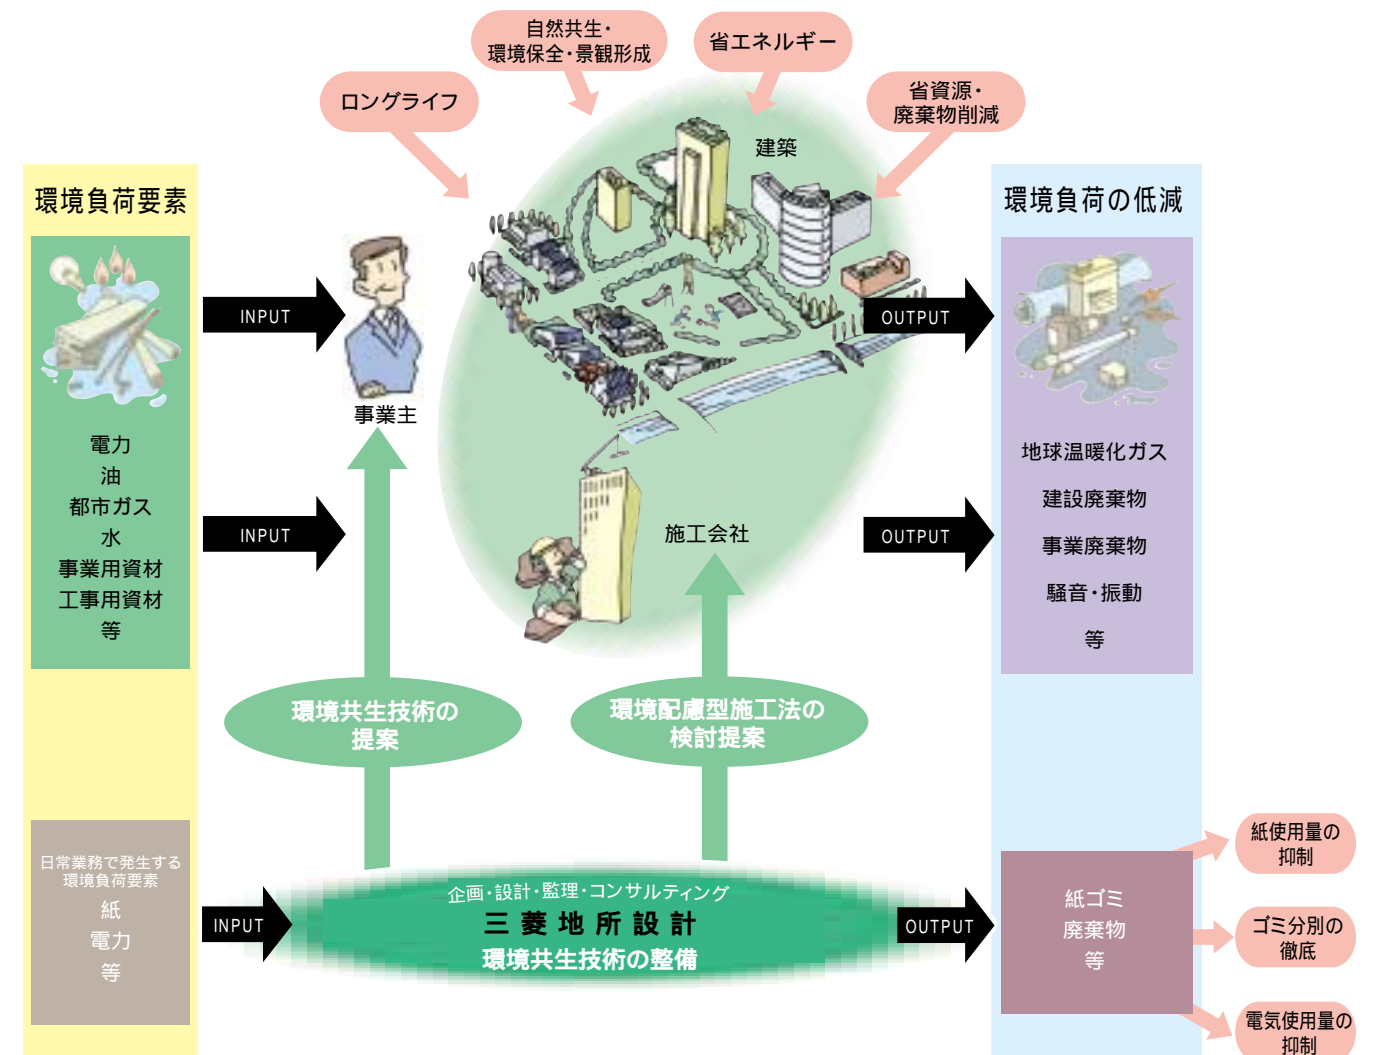 自然共生・
環境保全・景観形成
省エネルギー
ロングライフ
省資源・
廃棄物削減
建築
環境負荷要素
環境負荷の低減
INPUT
OUTPUT
事業主
電力
油
都市ガス
水
事業用資材
工事用資材
等
INPUT
施工会社
OUTPUT
地球温暖化ガス
建設廃棄物
事業廃棄物
騒音・振動
等
環境共生技術の
提案
環境配慮型施工法の
検討提案
日常業務で発生する
環境負荷要素
紙
電力
等
INPUT
企画・設計・監理・コンサルティング
三菱地所設計
環境共生技術の整備
OUTPUT
紙ゴミ
廃棄物
等
紙使用量の
抑制
ゴミ分別の
徹底
電気使用量の
抑制